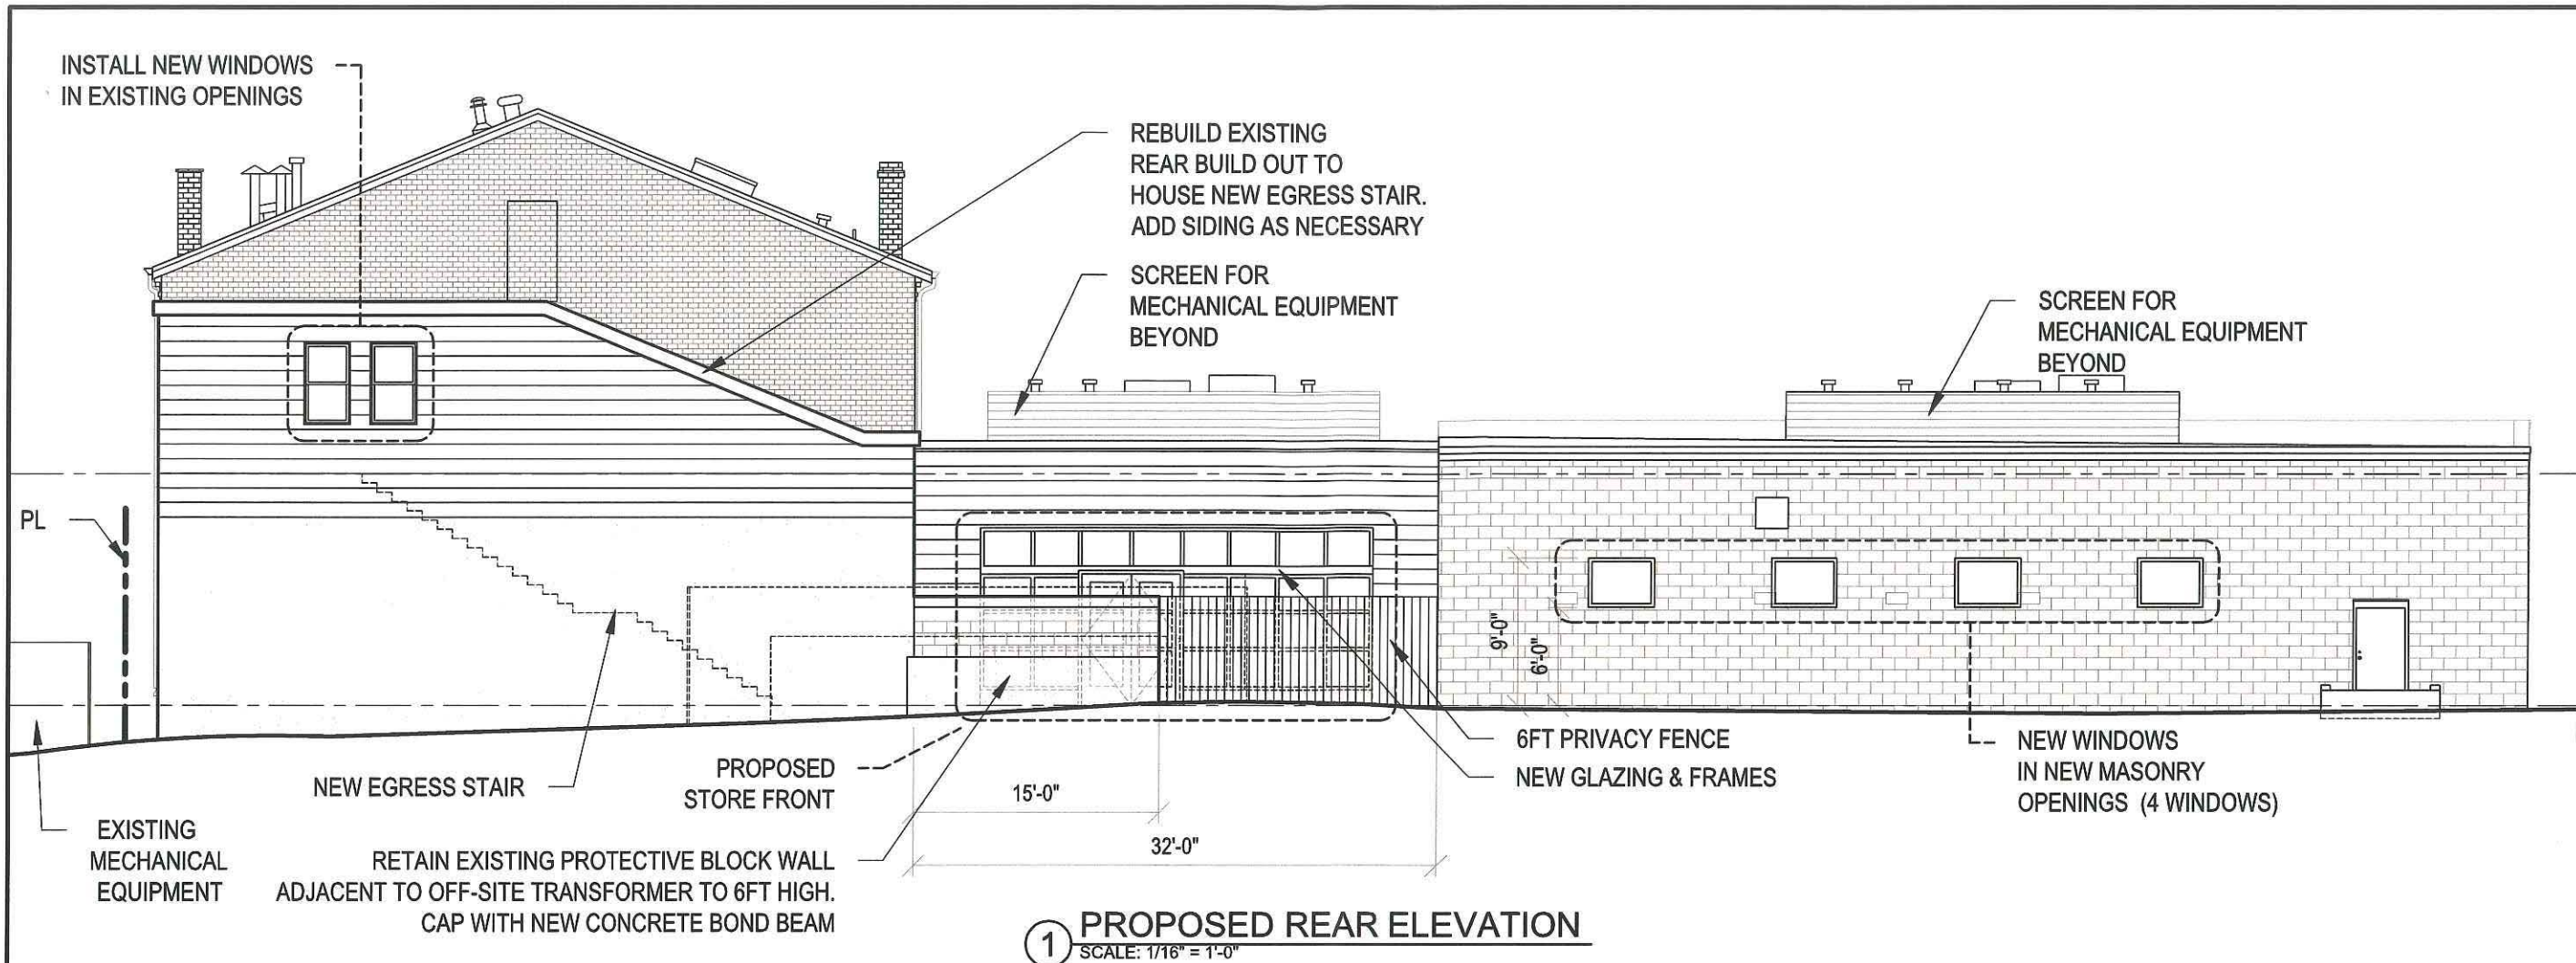 INSTALL NEW WINDOWS
IN EXISTING OPENINGS
REBUILD EXISTING
REAR BUILD OUT TO
HOUSE NEW EGRESS STAIR.
ADD SIDING AS NECESSARY
SCREEN FOR
MECHANICAL EQUIPMENT
BEYOND
SCREEN FOR
MECHANICAL EQUIPMENT
BEYOND
PL
9'-0"
6'-0"
NEW EGRESS STAIR
PROPOSED
STORE FRONT
15'-0"
32'-0"
6FT PRIVACY FENCE
NEW GLAZING & FRAMES
NEW WINDOWS
IN NEW MASONRY
OPENINGS (4 WINDOWS)
EXISTING
MECHANICAL
EQUIPMENT
RETAIN EXISTING PROTECTIVE BLOCK WALL
ADJACENT TO OFF-SITE TRANSFORMER TO 6FT HIGH.
CAP WITH NEW CONCRETE BOND BEAM
1 PROPOSED REAR ELEVATION
SCALE: 1/16" = 1'-0"